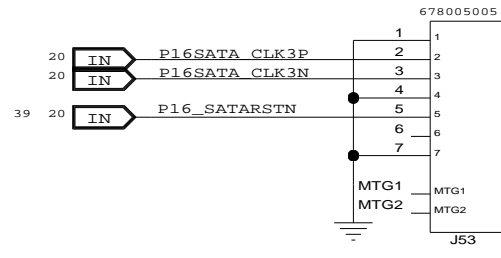 678005005
1 1
20 IN P16SATA_CLK3P 2 2
20 IN P16SATA_CLK3N 3 3
4 4
39 20 IN P16_SATARSTN 5 5
6 6
7 7
MTG1 MTG1
MTG2 MTG2
J53